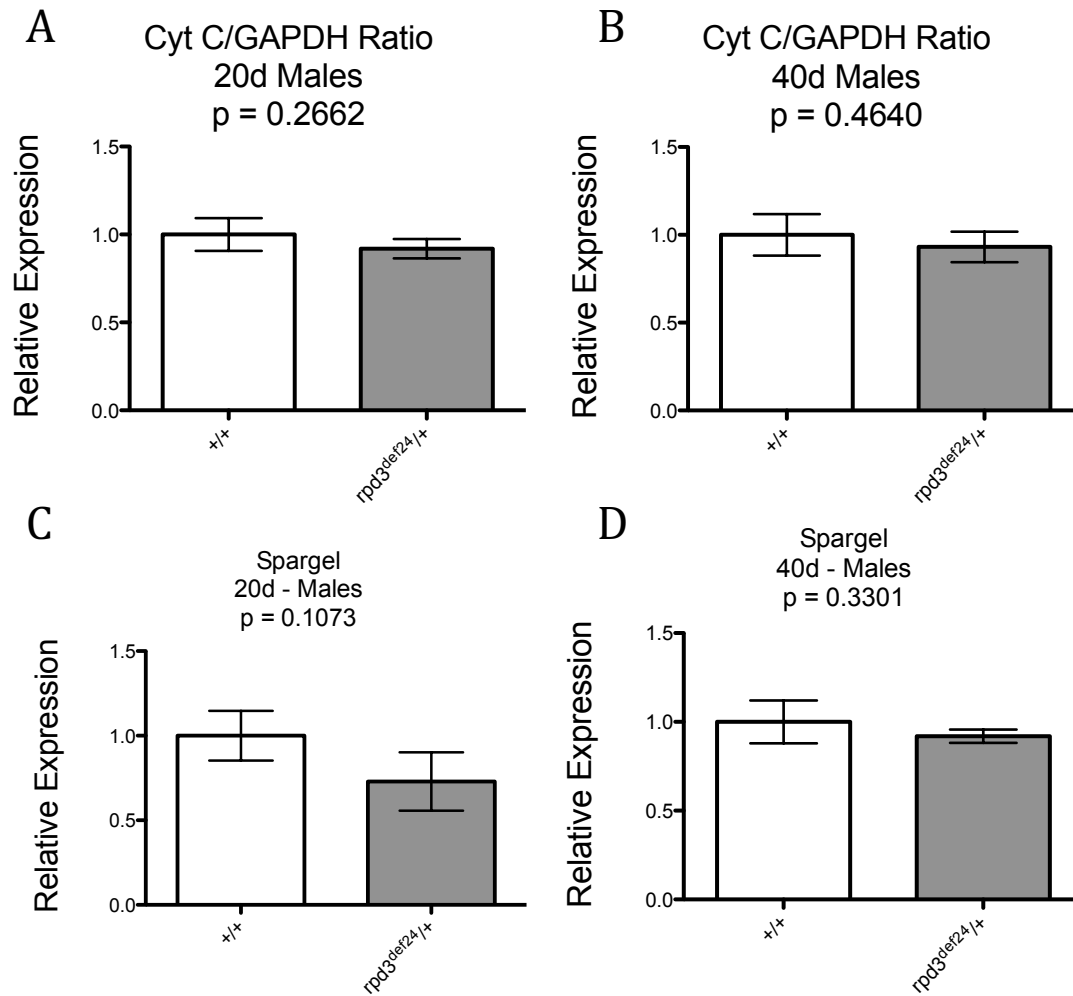 A
Cyt C/GAPDH Ratio
20d Males
p = 0.2662
Relative Expression
1.5
1.0
0.5
0.0
+/+
rpd3def24/+
B
Cyt C/GAPDH Ratio
40d Males
p = 0.4640
Relative Expression
1.5
1.0
0.5
0.0
+/+
rpd3def24/+
C
Spargel
20d - Males
p = 0.1073
Relative Expression
1.5
1.0
0.5
0.0
+/+
rpd3def24/+
D
Spargel
40d - Males
p = 0.3301
Relative Expression
1.5
1.0
0.5
0.0
+/+
rpd3def24/+